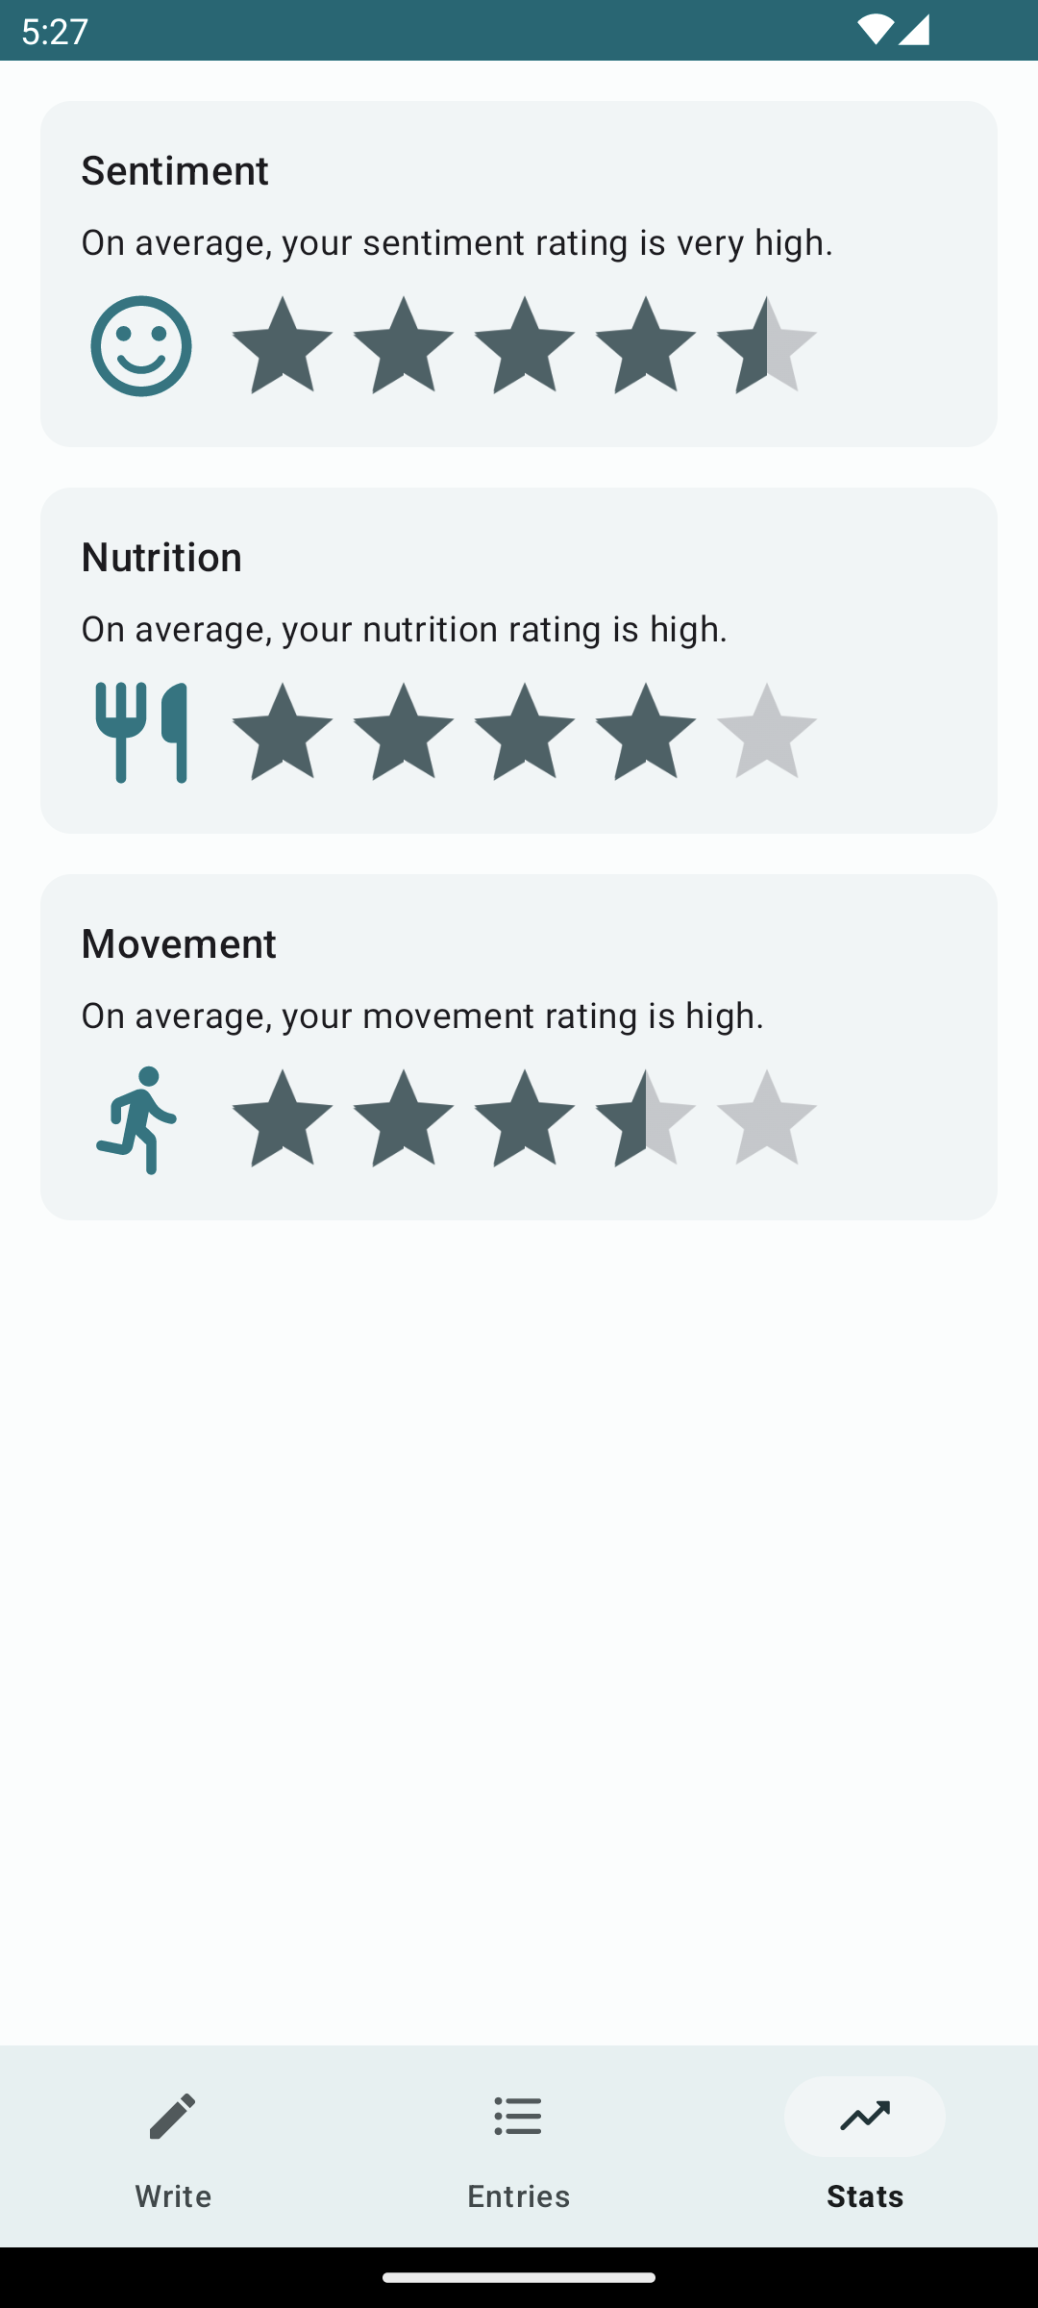 5:27
Sentiment
On average, your sentiment rating is very high.
Nutrition
On average, your nutrition rating is high.
Movement
On average, your movement rating is high.
Write
Entries
Stats